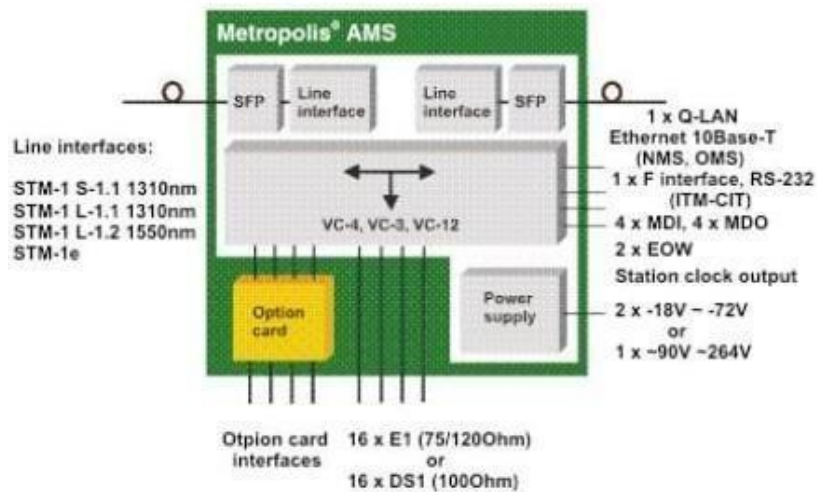 Metropolis® AMS
SFP
Line
interface
Line
interface
SFP
Line interfaces:
STM-1 S-1.1 1310nm
STM-1 L-1.1 1310nm
STM-1 L-1.2 1550nm
STM-1e
VC-4, VC-3, VC-12
1 x Q-LAN
Ethernet 10Base-T
(NMS, OMS)
1 x F interface, RS-232
(ITM-CIT)
4 x MDI, 4 x MDO
2 x EOW
Station clock output
2 x -18V ~ -72V
or
1 x ~90V ~264V
Option
card
Power
supply
Otpion card
interfaces
16 x E1 (75/120Ohm)
or
16 x DS1 (100Ohm)